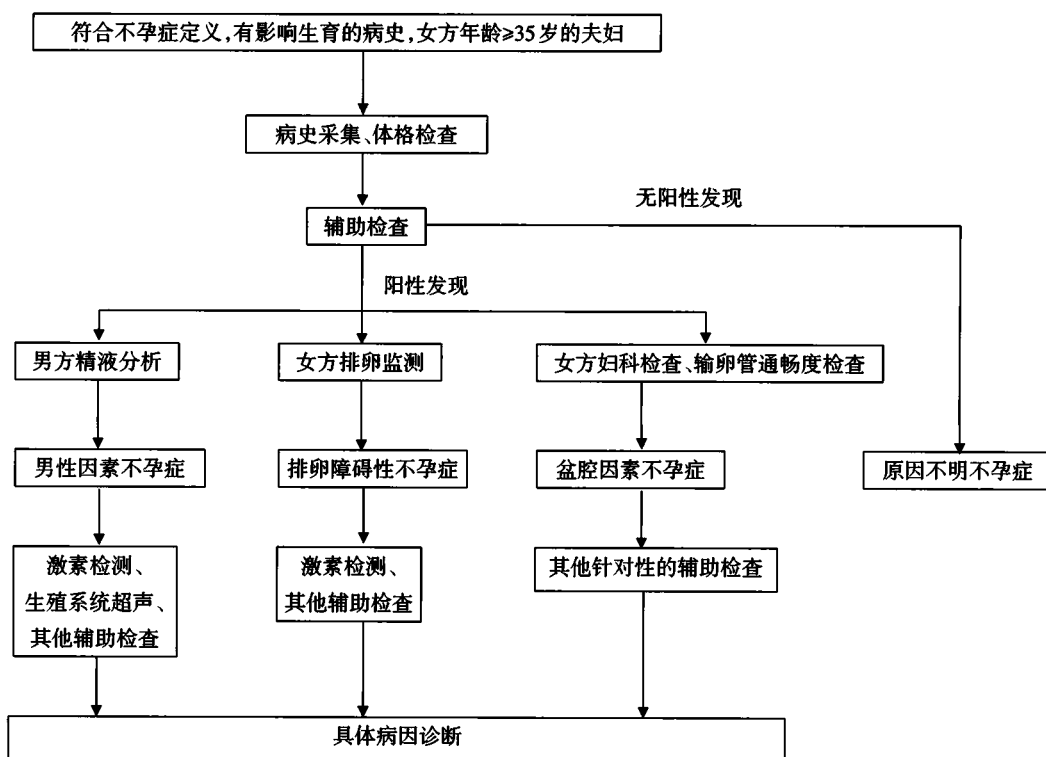 符合不孕症定义,有影响生育的病史,女方年龄≥35岁的夫妇
病史采集、体格检查
无阳性发现
辅助检查
阳性发现
男方精液分析
女方排卵监测
女方妇科检查、输卵管通畅度检查
男性因素不孕症
排卵障碍性不孕症
盆腔因素不孕症
原因不明不孕症
激素检测、
生殖系统超声、
其他辅助检查
激素检测、
其他辅助检查
其他针对性的辅助检查
具体病因诊断